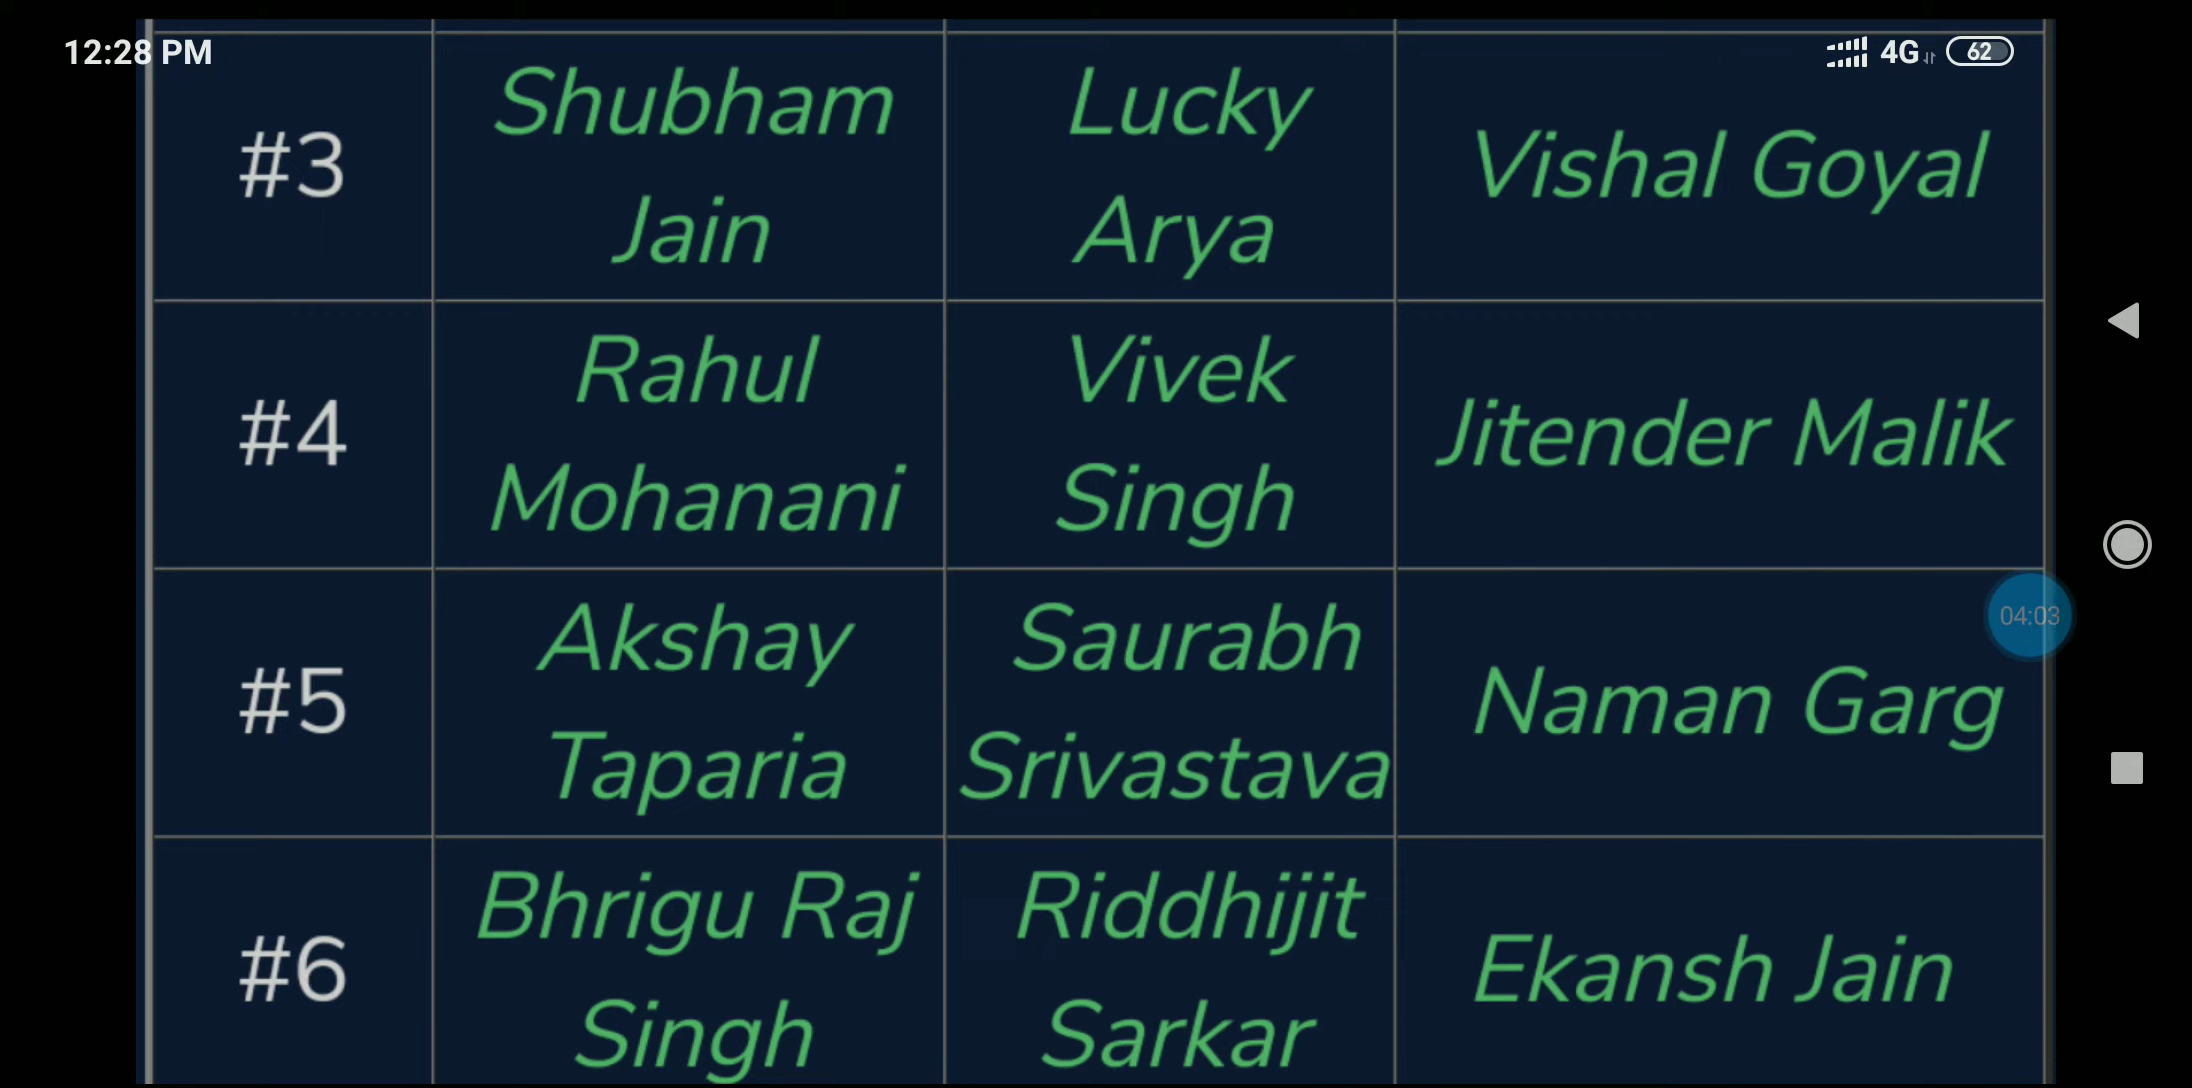 12:28 PM
4G 62
#3 Shubham Jain Lucky Arya Vishal Goyal
#4 Rahul Mohanani Vivek Singh Jitender Malik
#5 Akshay Taparia Saurabh Srivastava Naman Garg
04:03
#6 Bhrigu Raj Singh Riddhijit Sarkar Ekansh Jain